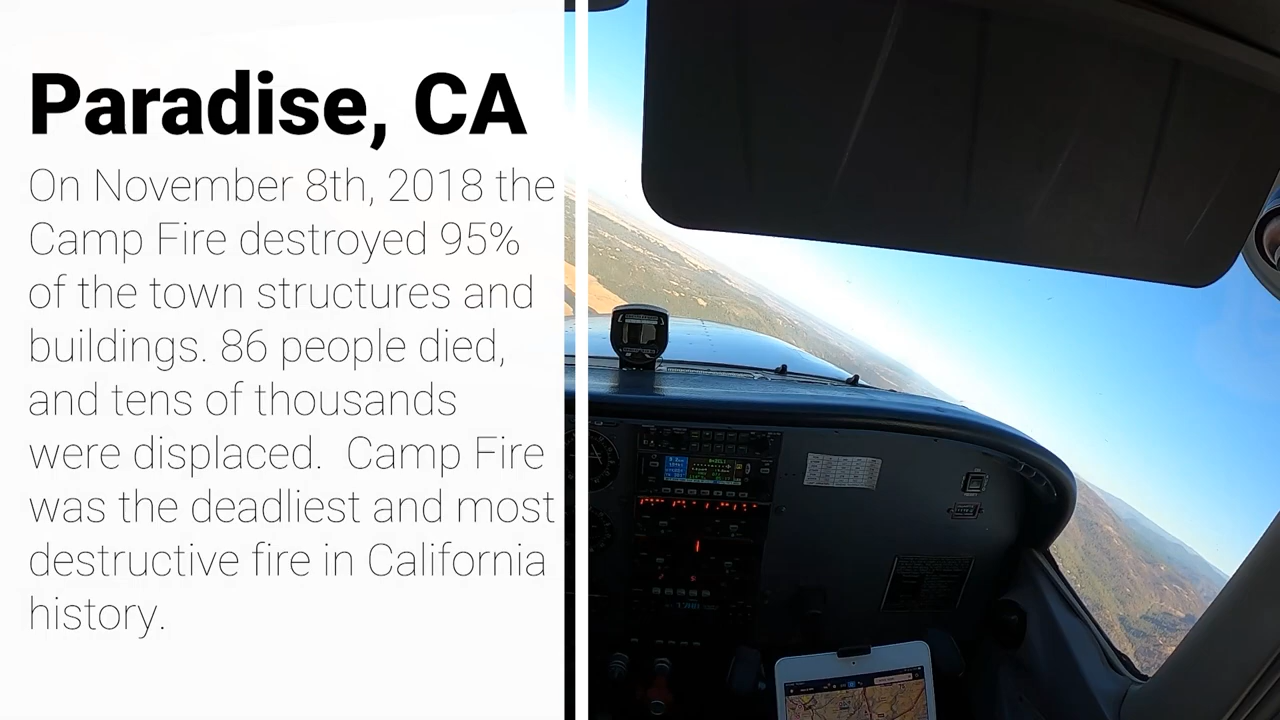 Paradise, CA
On November 8th, 2018 the
Camp Fire destroyed 95%
of the town structures and
buildings. 86 people died,
and tens of thousands
were displaced.  Camp Fire
was the deadliest and most
destructive fire in California
history.